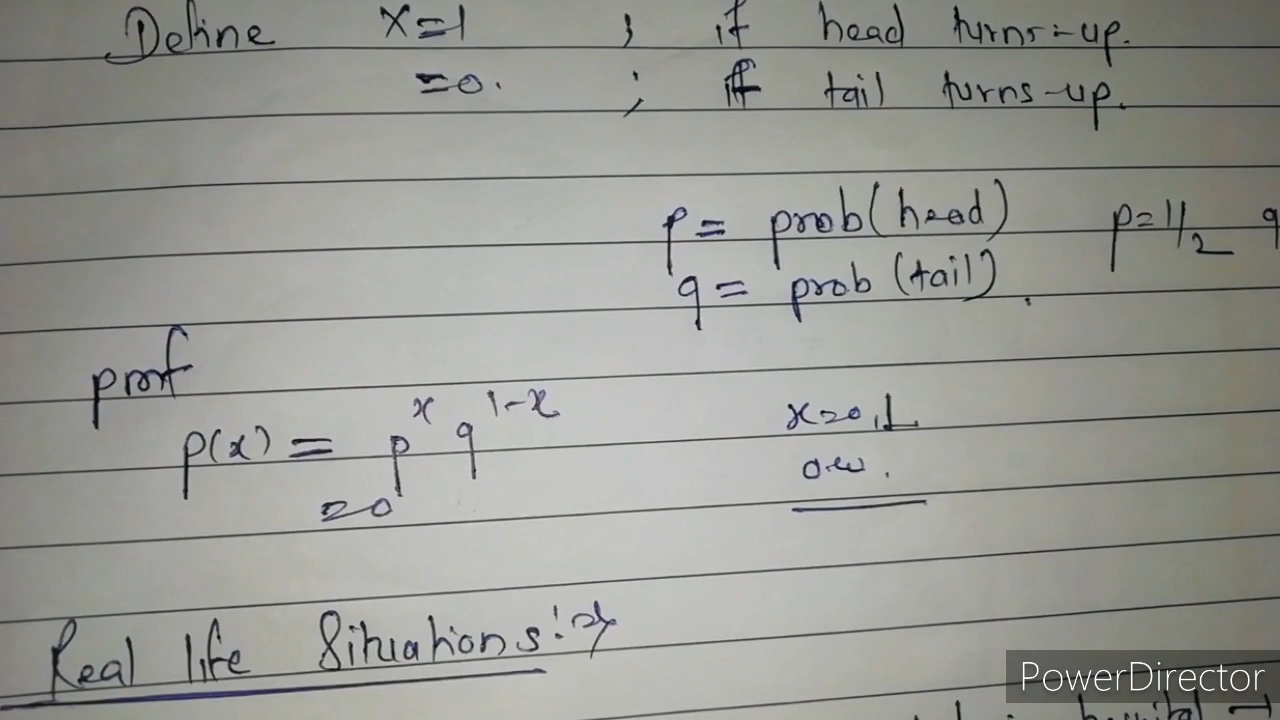 Define X=1 ; if head turns-up.
=0. ; if tail turns-up.
p = prob(head) p=1/2 q
q = prob (tail).
pmf
p(x) = p^x q^{1-x} x=0,1
=0 o.w.
Real life Situations:→
PowerDirector